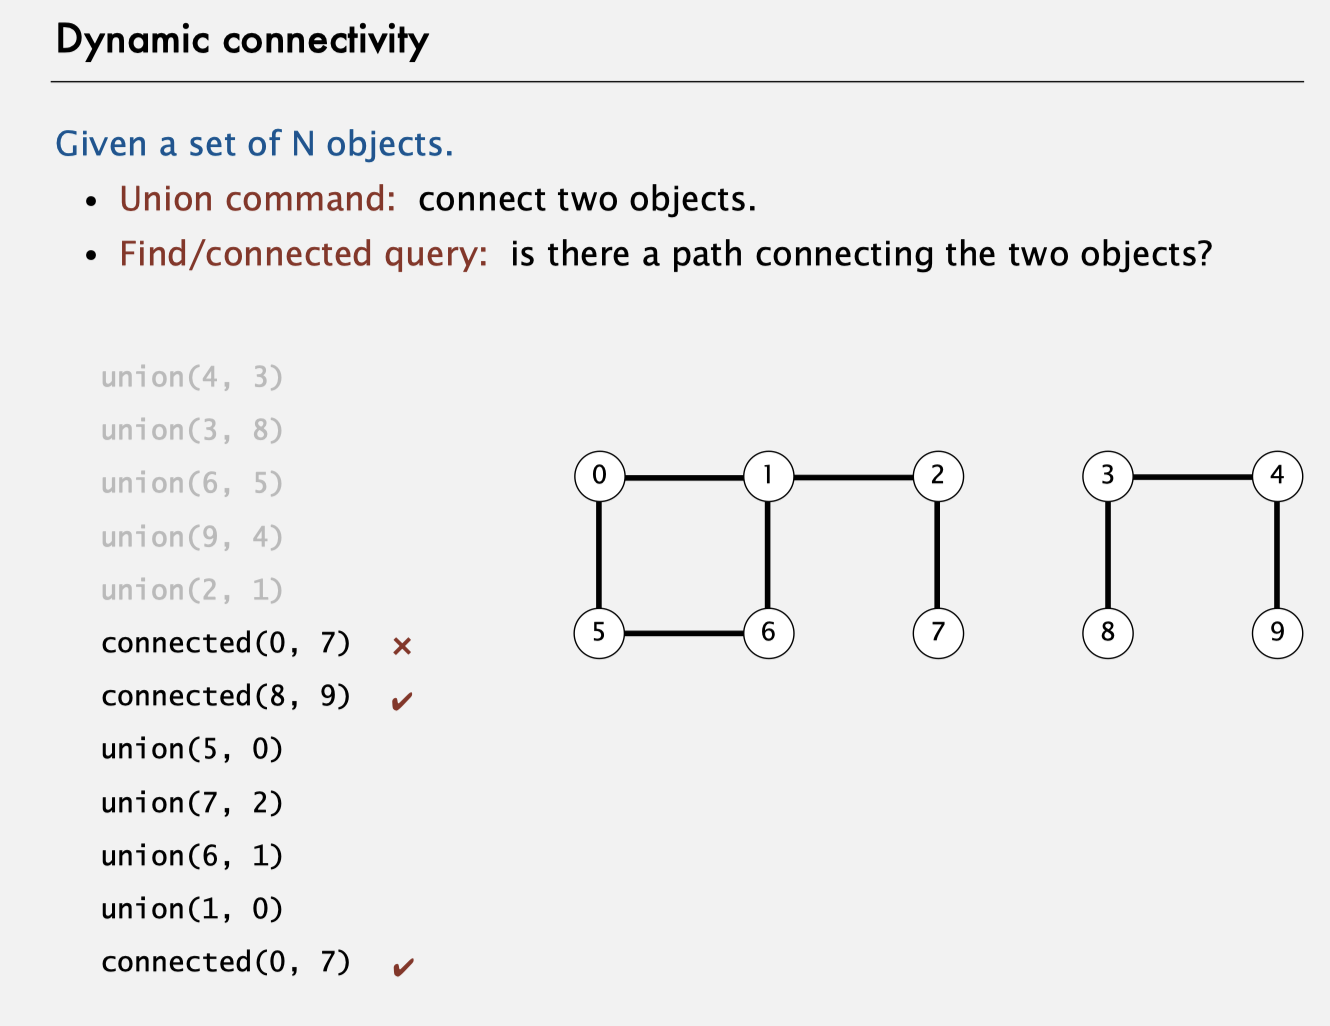 Dynamic connectivity
Given a set of N objects.
• Union command: connect two objects.
• Find/connected query: is there a path connecting the two objects?
union(4, 3)
union(3, 8)
union(6, 5)
union(9, 4)
union(2, 1)
connected(0, 7) ×
connected(8, 9) ✔
union(5, 0)
union(7, 2)
union(6, 1)
union(1, 0)
connected(0, 7) ✔
0 1 2 3 4
5 6 7 8 9